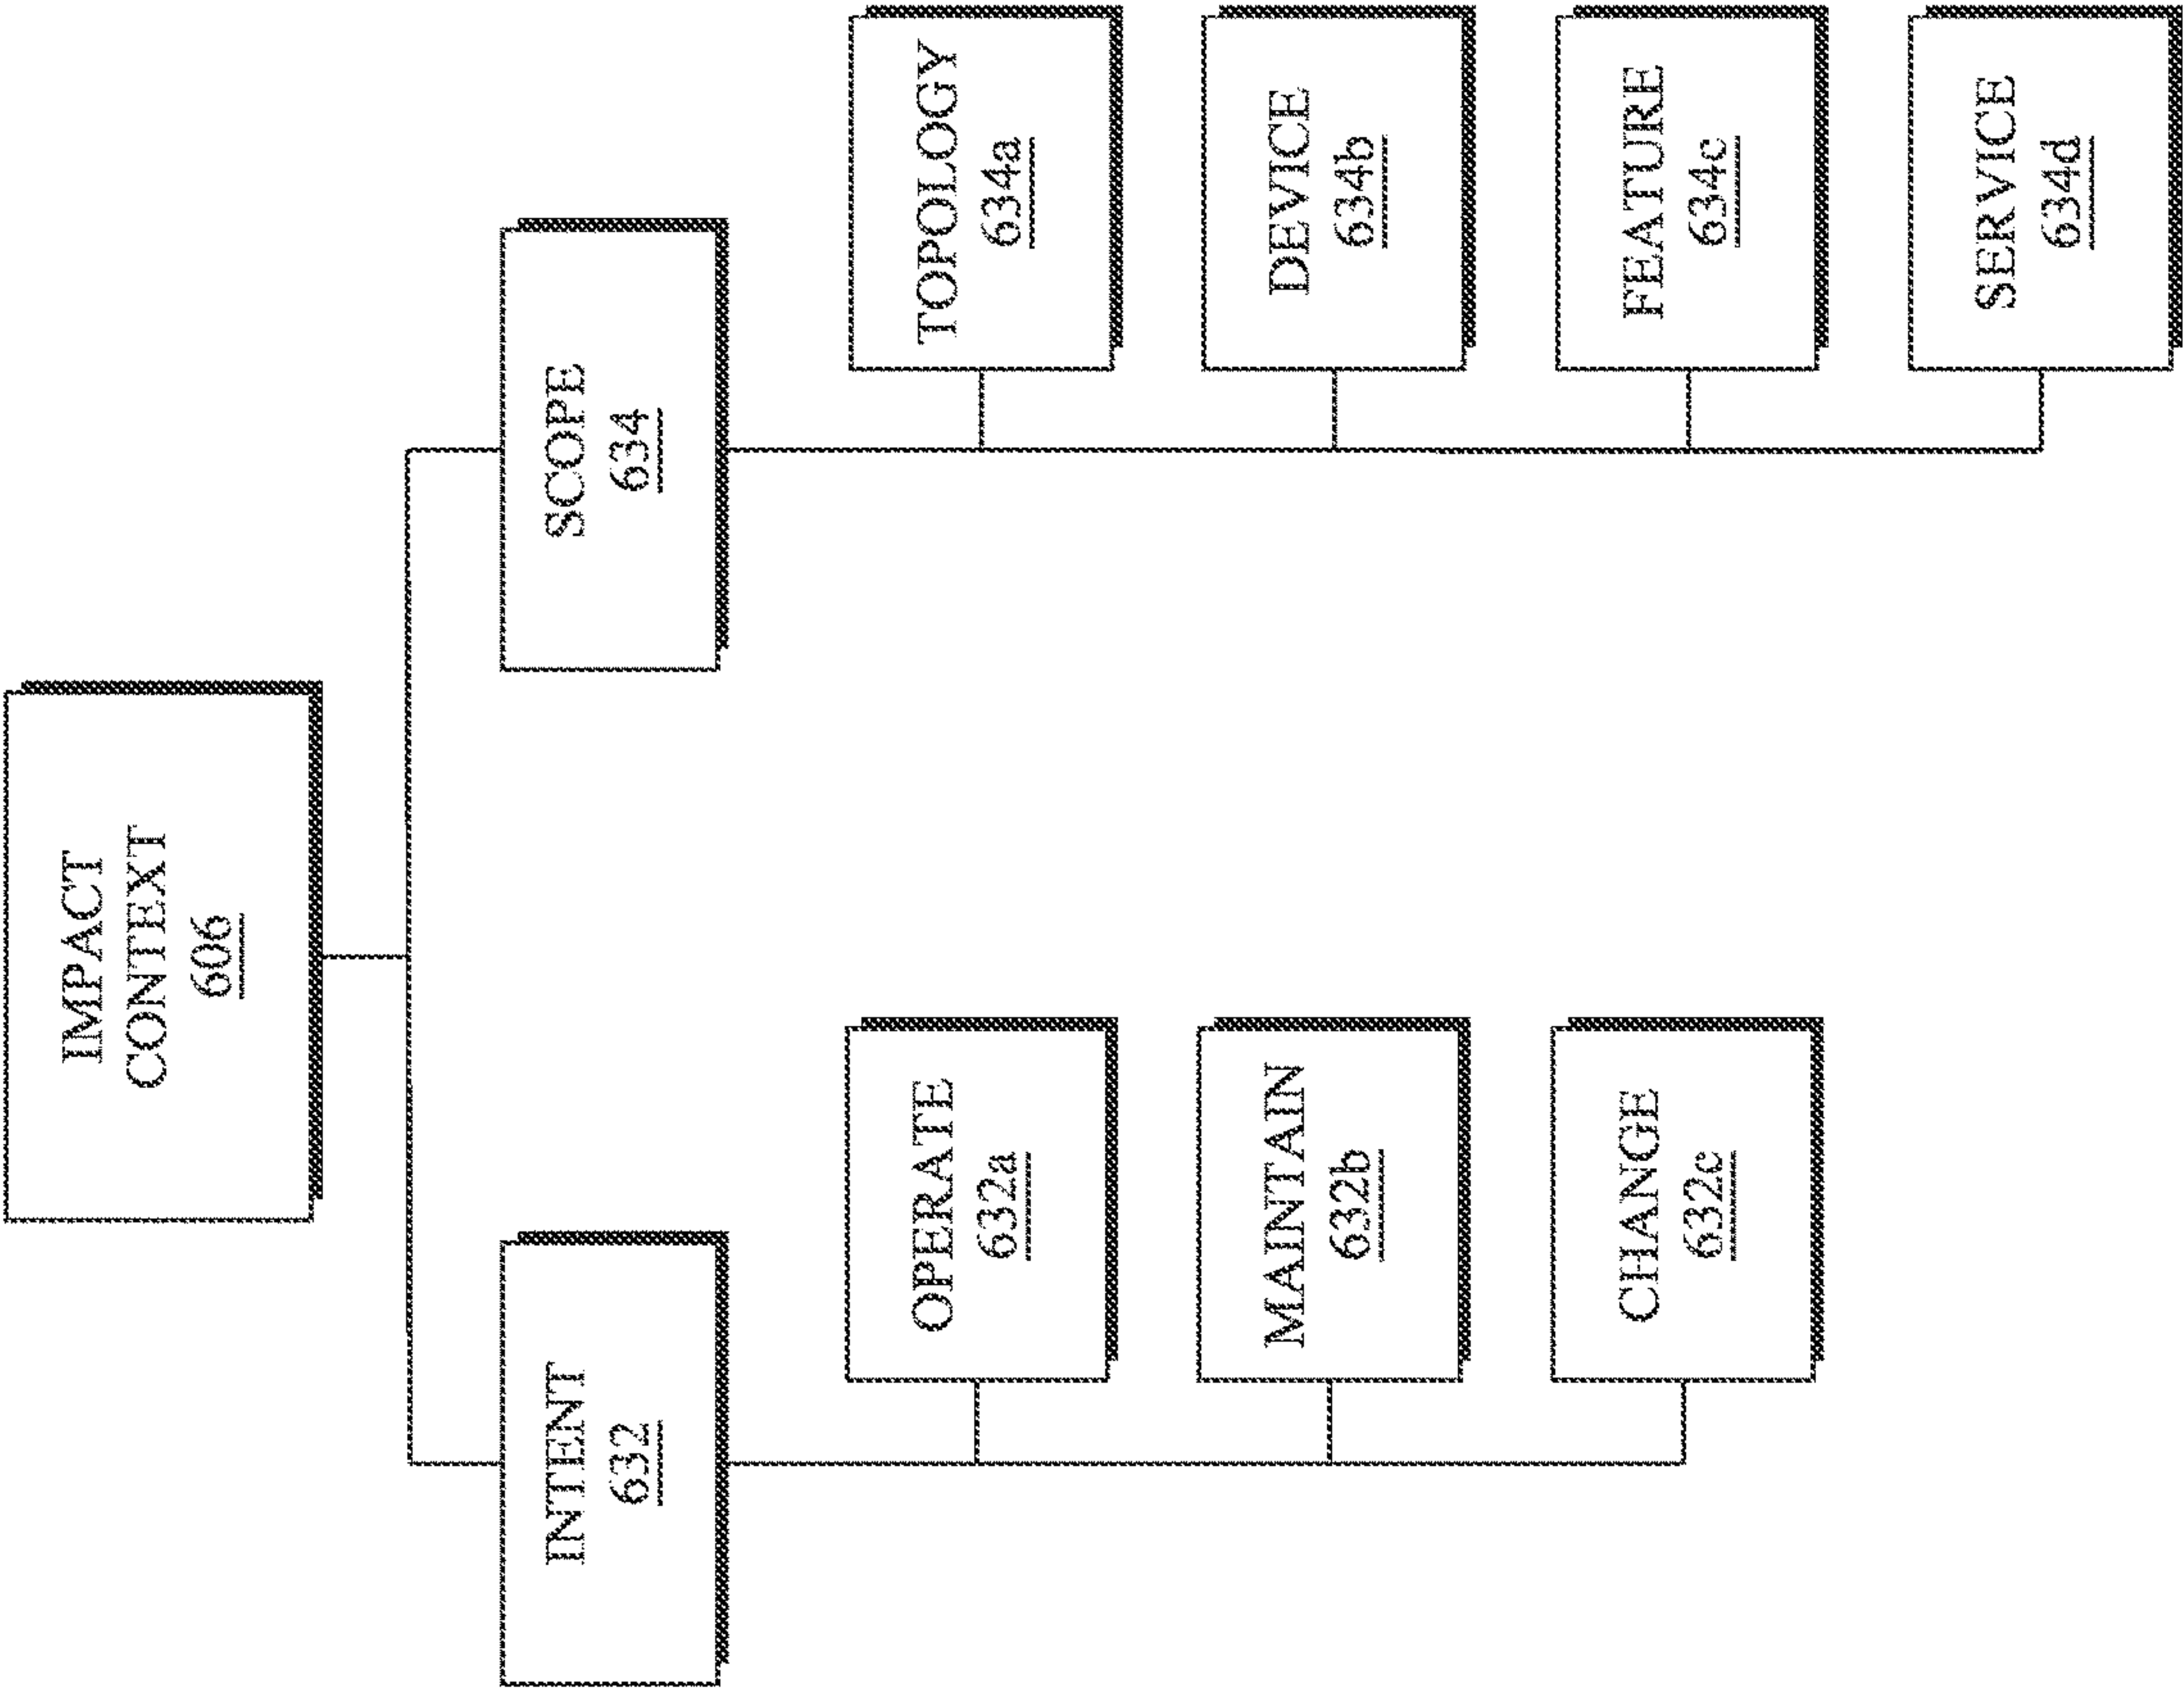 IMPACT
CONTEXT
606
INTENT
632
OPERATE
632a
MAINTAIN
632b
CHANGE
632c
SCOPE
634
TOPOLOGY
634a
DEVICE
634b
FEATURE
634c
SERVICE
634d